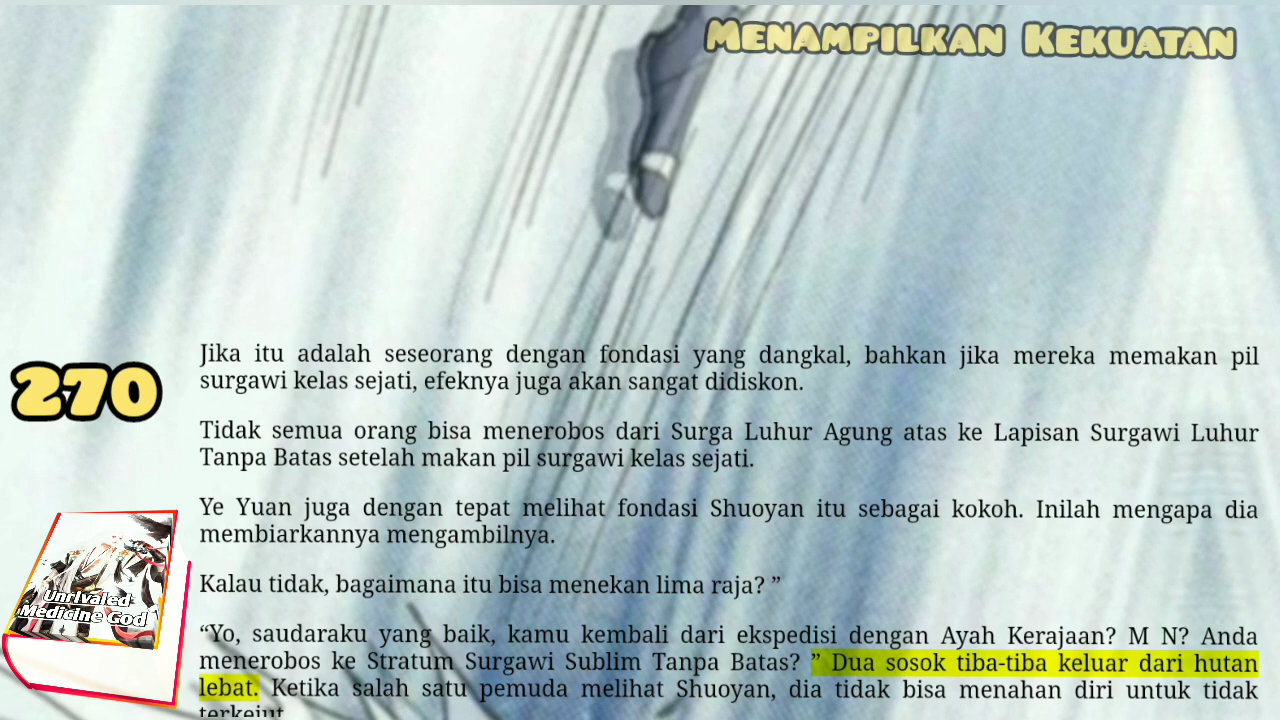 Menampilkan Kekuatan
Jika itu adalah seseorang dengan fondasi yang dangkal, bahkan jika mereka memakan pil
surgawi kelas sejati, efeknya juga akan sangat didiskon.
270
Tidak semua orang bisa menerobos dari Surga Luhur Agung atas ke Lapisan Surgawi Luhur
Tanpa Batas setelah makan pil surgawi kelas sejati.
Ye Yuan juga dengan tepat melihat fondasi Shuoyan itu sebagai kokoh. Inilah mengapa dia
membiarkannya mengambilnya.
Kalau tidak, bagaimana itu bisa menekan lima raja? ”
Unrivaled
Medicine God
“Yo, saudaraku yang baik, kamu kembali dari ekspedisi dengan Ayah Kerajaan? M N? Anda
menerobos ke Stratum Surgawi Sublim Tanpa Batas? ” Dua sosok tiba-tiba keluar dari hutan
lebat. Ketika salah satu pemuda melihat Shuoyan, dia tidak bisa menahan diri untuk tidak
terkejut